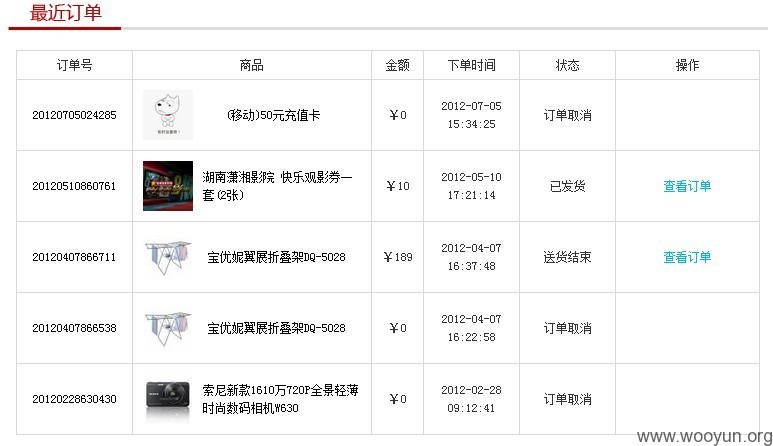 最近订单
订单号 商品 金额 下单时间 状态 操作
20120705024285 (移动)50元充值卡 ￥0 2012-07-05 15:34:25 订单取消
20120510860761 湖南潇湘影院 快乐观影券一套(2张) ￥10 2012-05-10 17:21:14 已发货 查看订单
20120407866711 宝优妮翼展折叠架DQ-5028 ￥189 2012-04-07 16:37:48 送货结束 查看订单
20120407866538 宝优妮翼展折叠架DQ-5028 ￥0 2012-04-07 16:22:58 订单取消
20120228630430 索尼新款1610万720P全景轻薄时尚数码相机W630 ￥0 2012-02-28 09:12:41 订单取消
www.wooyun.org